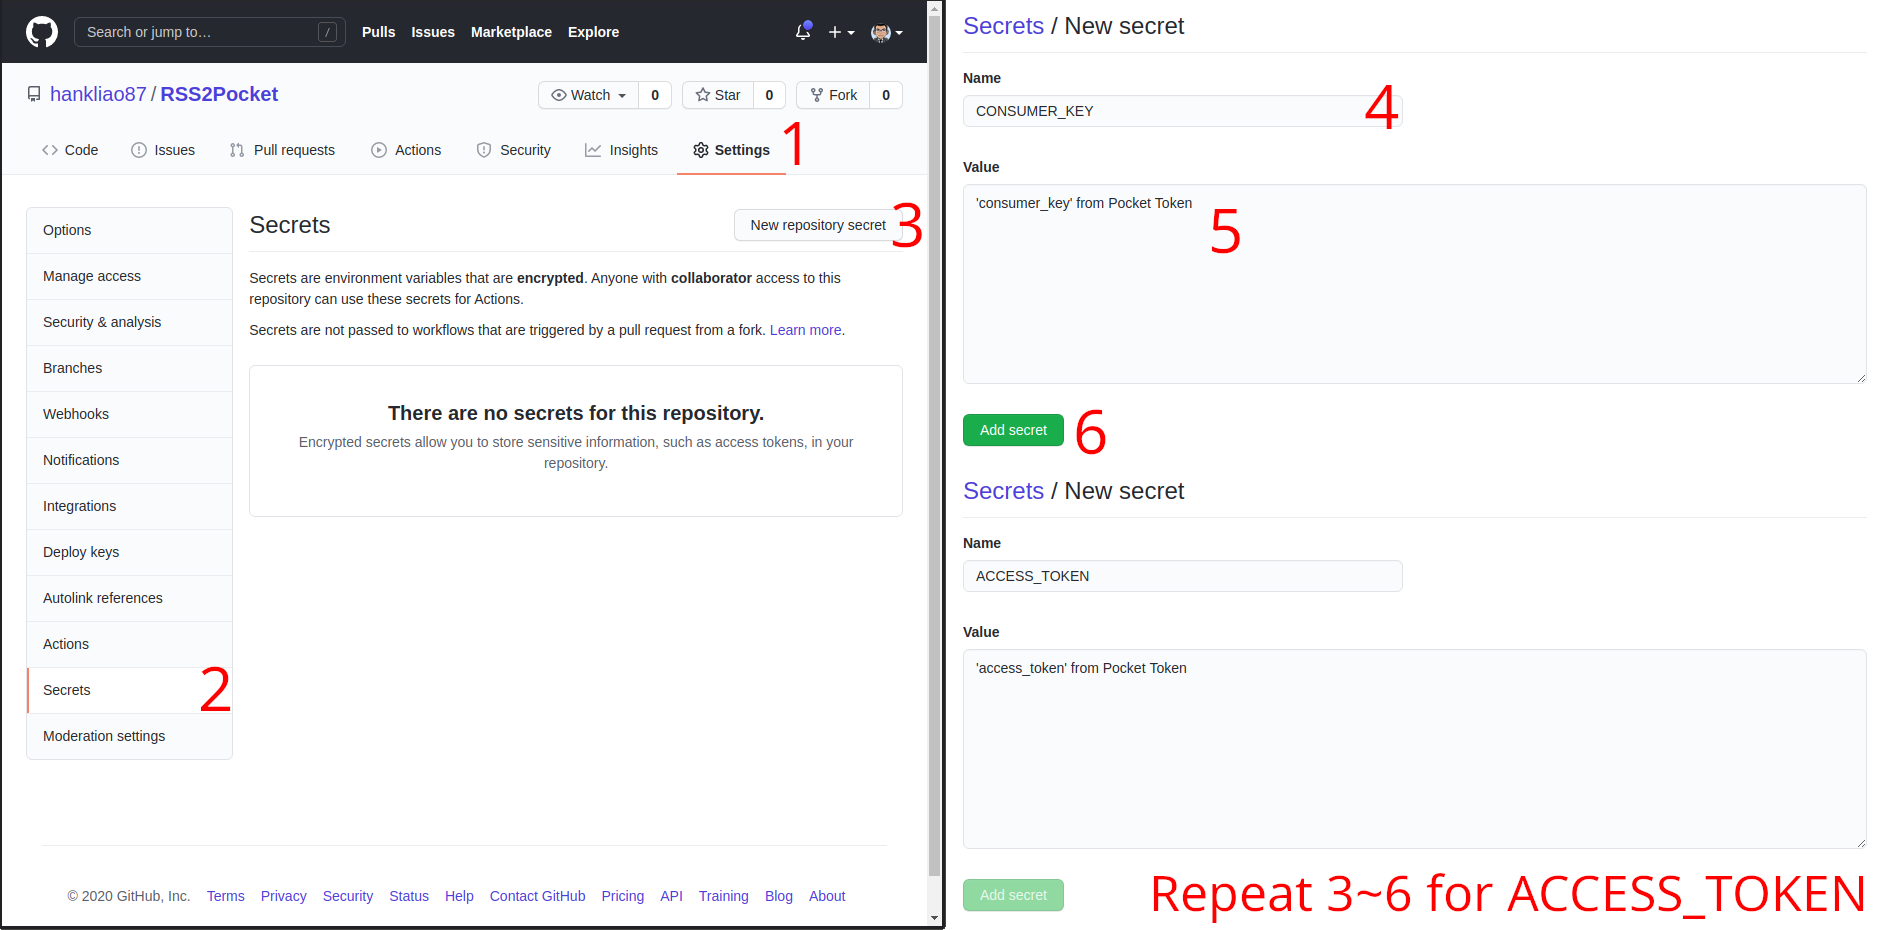 Search or jump to… /
Pulls Issues Marketplace Explore
hankliao87 / RSS2Pocket
Watch 0 Star 0 Fork 0
Code Issues Pull requests Actions Security Insights Settings 1
Options
Manage access
Security & analysis
Branches
Webhooks
Notifications
Integrations
Deploy keys
Autolink references
Actions
Secrets 2
Moderation settings
Secrets
New repository secret 3
Secrets are environment variables that are encrypted. Anyone with collaborator access to this
repository can use these secrets for Actions.
Secrets are not passed to workflows that are triggered by a pull request from a fork. Learn more.
There are no secrets for this repository.
Encrypted secrets allow you to store sensitive information, such as access tokens, in your
repository.
© 2020 GitHub, Inc. Terms Privacy Security Status Help Contact GitHub Pricing API Training Blog About
Secrets / New secret
Name
CONSUMER_KEY 4
Value
'consumer_key' from Pocket Token
5
Add secret 6
Secrets / New secret
Name
ACCESS_TOKEN
Value
'access_token' from Pocket Token
Add secret
Repeat 3~6 for ACCESS_TOKEN